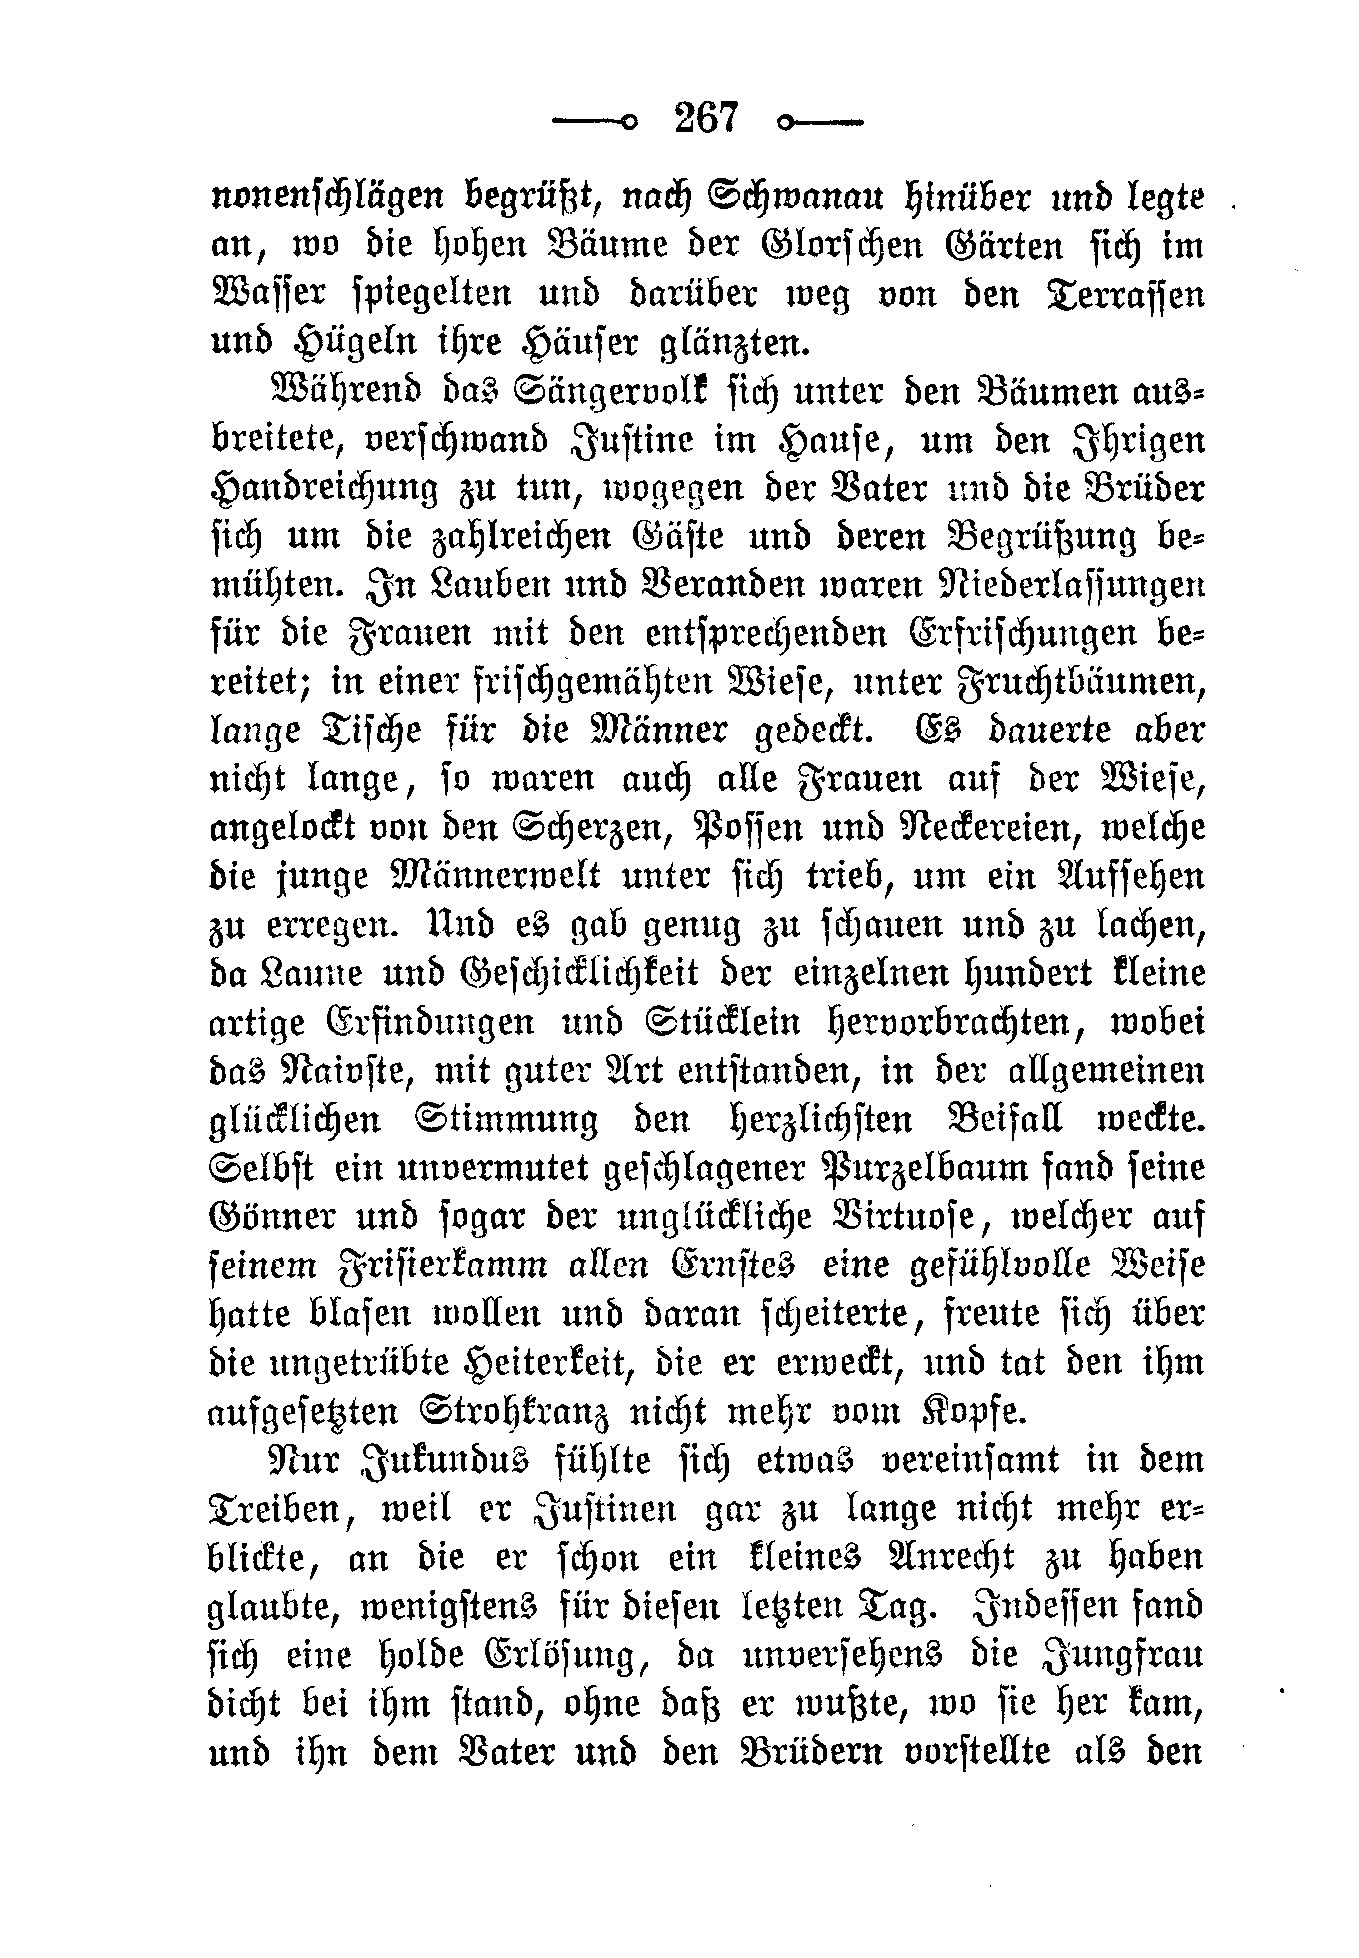 267
nonenschlägen begrüßt, nach Schwanau hinüber und legte
an, wo die hohen Bäume der Glorschen Gärten sich im
Wasser spiegelten und darüber weg von den Terrassen
und Hügeln ihre Häuser glänzten.
Während das Sängervolk sich unter den Bäumen aus-
breitete, verschwand Justine im Hause, um den Ihrigen
Handreichung zu tun, wogegen der Vater und die Brüder
sich um die zahlreichen Gäste und deren Begrüßung be-
mühten. In Lauben und Veranden waren Niederlassungen
für die Frauen mit den entsprechenden Erfrischungen be-
reitet; in einer frischgemähten Wiese, unter Fruchtbäumen,
lange Tische für die Männer gedeckt. Es dauerte aber
nicht lange, so waren auch alle Frauen auf der Wiese,
angelockt von den Scherzen, Possen und Neckereien, welche
die junge Männerwelt unter sich trieb, um ein Aufsehen
zu erregen. Und es gab genug zu schauen und zu lachen,
da Laune und Geschicklichkeit der einzelnen hundert kleine
artige Erfindungen und Stücklein hervorbrachten, wobei
das Naivste, mit guter Art entstanden, in der allgemeinen
glücklichen Stimmung den herzlichsten Beifall weckte.
Selbst ein unvermutet geschlagener Purzelbaum fand seine
Gönner und sogar der unglückliche Virtuose, welcher auf
seinem Frisierkamm allen Ernstes eine gefühlvolle Weise
hatte blasen wollen und daran scheiterte, freute sich über
die ungetrübte Heiterkeit, die er erweckt, und tat den ihm
aufgesetzten Strohkranz nicht mehr vom Kopfe.
Nur Jukundus fühlte sich etwas vereinsamt in dem
Treiben, weil er Justinen gar zu lange nicht mehr er-
blickte, an die er schon ein kleines Anrecht zu haben
glaubte, wenigstens für diesen letzten Tag. Indessen fand
sich eine holde Erlösung, da unversehens die Jungfrau
dicht bei ihm stand, ohne daß er wußte, wo sie her kam,
und ihn dem Vater und den Brüdern vorstellte als den